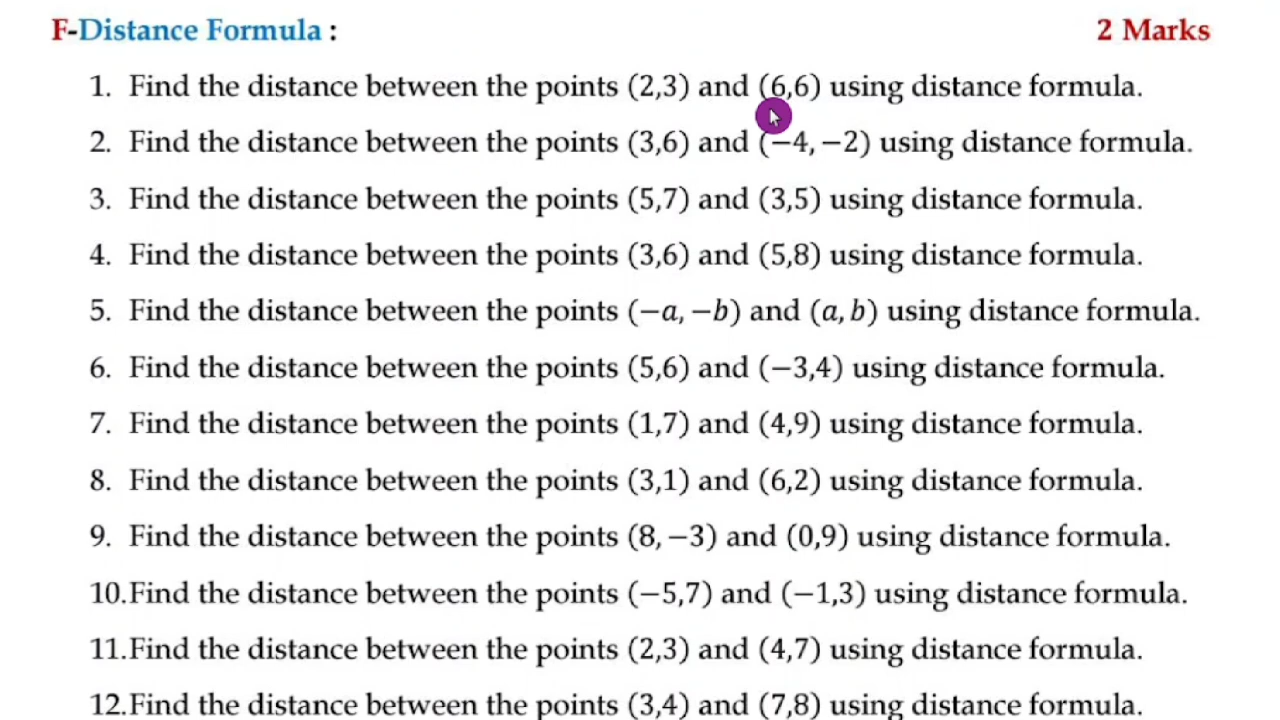 F-Distance Formula : 2 Marks
1. Find the distance between the points (2,3) and (6,6) using distance formula.
2. Find the distance between the points (3,6) and (−4, −2) using distance formula.
3. Find the distance between the points (5,7) and (3,5) using distance formula.
4. Find the distance between the points (3,6) and (5,8) using distance formula.
5. Find the distance between the points (−a, −b) and (a, b) using distance formula.
6. Find the distance between the points (5,6) and (−3,4) using distance formula.
7. Find the distance between the points (1,7) and (4,9) using distance formula.
8. Find the distance between the points (3,1) and (6,2) using distance formula.
9. Find the distance between the points (8, −3) and (0,9) using distance formula.
10.Find the distance between the points (−5,7) and (−1,3) using distance formula.
11.Find the distance between the points (2,3) and (4,7) using distance formula.
12.Find the distance between the points (3,4) and (7,8) using distance formula.